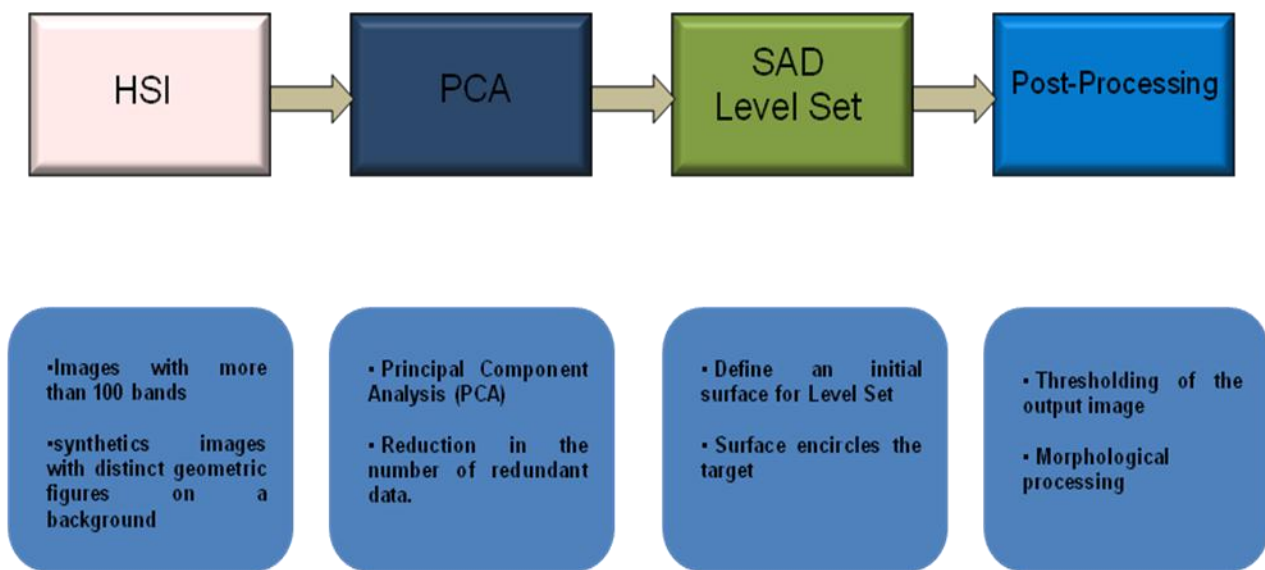 HSI
PCA
SAD
Level Set
Post-Processing
▪Images with more
than 100 bands
▪synthetics images
with distinct geometric
figures on a
background
▪ Principal Component
Analysis (PCA)
▪ Reduction in the
number of redundant
data.
▪ Define an initial
surface for Level Set
▪ Surface encircles the
target
▪ Thresholding of the
output image
▪ Morphological
processing